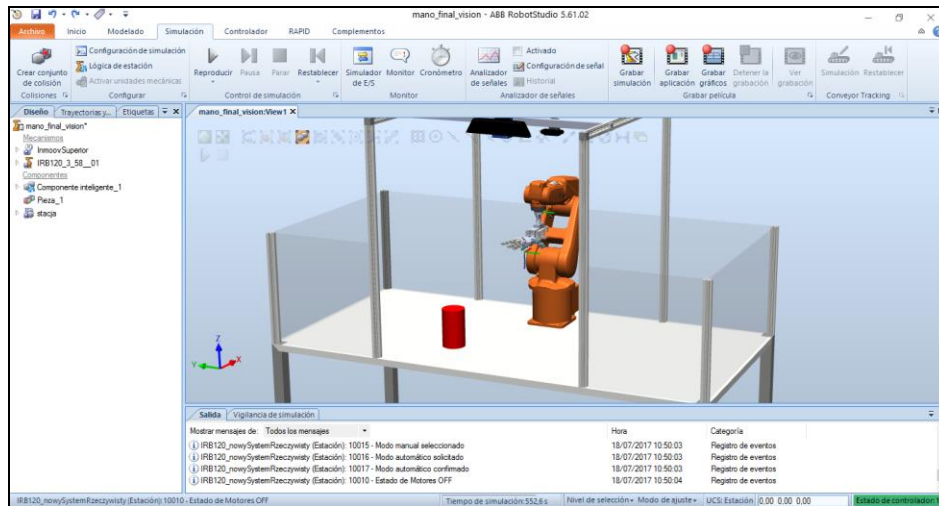 mano_final_vision - ABB RobotStudio 5.61.02
Archivo Inicio Modelado Simulación Controlador RAPID Complementos
Crear conjunto de colisión
Colisiones
Configuración de simulación
Lógica de estación
Activar unidades mecánicas
Configurar
Reproducir Pausa Parar Restablecer
Control de simulación
Simulador de E/S Monitor Cronómetro
Monitor
Analizador de señales
Activado
Configuración de señal
Historial
Analizador de señales
Grabar simulación
Grabar aplicación
Grabar gráficos
Detener la grabación
Ver grabación
Grabar película
Simulación Restablecer
Conveyor Tracking
Diseño Trayectorias y... Etiquetas
mano_final_vision:View1
mano_final_vision*
Mecanismos
InmoovSuperior
IRB120_3_58__01
Componentes
Componente inteligente_1
Pieza_1
stacja
Z
Y
X
Salida Vigilancia de simulación
Mostrar mensajes de: Todos los mensajes Hora Categoría
IRB120_nowySystemRzeczywisty (Estación): 10015 - Modo manual seleccionado 18/07/2017 10:50:03 Registro de eventos
IRB120_nowySystemRzeczywisty (Estación): 10016 - Modo automático solicitado 18/07/2017 10:50:03 Registro de eventos
IRB120_nowySystemRzeczywisty (Estación): 10017 - Modo automático confirmado 18/07/2017 10:50:03 Registro de eventos
IRB120_nowySystemRzeczywisty (Estación): 10010 - Estado de Motores OFF 18/07/2017 10:50:04 Registro de eventos
IRB120_nowySystemRzeczywisty (Estación): 10010 - Estado de Motores OFF Tiempo de simulación: 552,6 s Nivel de selección Modo de ajuste UCS: Estación 0,00 0,00 0,00 Estado de controlador: 1